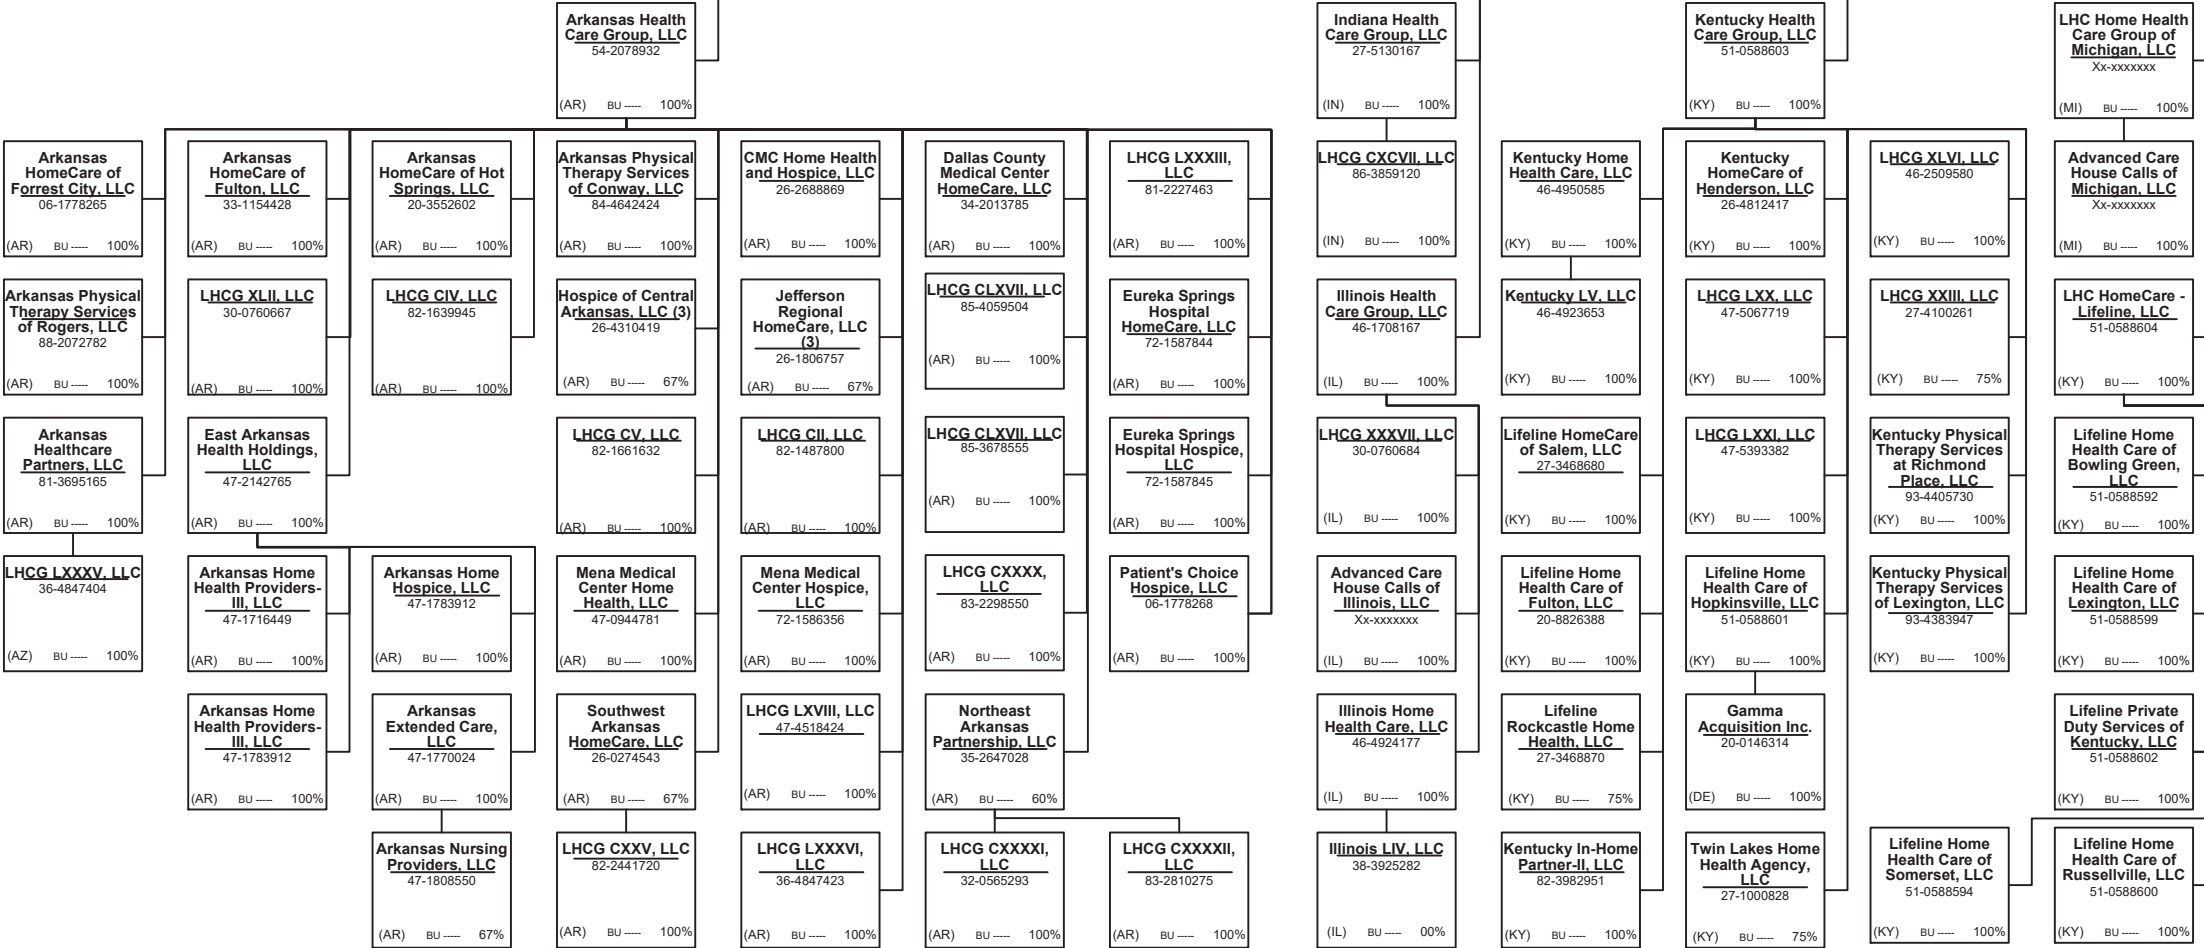 Arkansas Health
Care Group, LLC
54-2078932
(AR) BU ----- 100%
Indiana Health
Care Group, LLC
27-5130167
(IN) BU ----- 100%
Kentucky Health
Care Group, LLC
51-0588603
(KY) BU ----- 100%
LHC Home Health
Care Group of
Michigan, LLC
Xx-xxxxxxx
(MI) BU ----- 100%
Arkansas
HomeCare of
Forrest City, LLC
06-1778265
(AR) BU ----- 100%
Arkansas
HomeCare of
Fulton, LLC
33-1154428
(AR) BU ----- 100%
Arkansas
HomeCare of Hot
Springs, LLC
20-3552602
(AR) BU ----- 100%
Arkansas Physical
Therapy Services
of Conway, LLC
84-4642424
(AR) BU ----- 100%
CMC Home Health
and Hospice, LLC
26-2688869
(AR) BU ----- 100%
Dallas County
Medical Center
HomeCare, LLC
34-2013785
(AR) BU ----- 100%
LHCG LXXXIII,
LLC
81-2227463
(AR) BU ----- 100%
LHCG CXCVII, LLC
86-3859120
(IN) BU ----- 100%
Kentucky Home
Health Care, LLC
46-4950585
(KY) BU ----- 100%
Kentucky
HomeCare of
Henderson, LLC
26-4812417
(KY) BU ----- 100%
LHCG XLVI, LLC
46-2509580
(KY) BU ----- 100%
Advanced Care
House Calls of
Michigan, LLC
Xx-xxxxxxx
(MI) BU ----- 100%
Arkansas Physical
Therapy Services
of Rogers, LLC
88-2072782
(AR) BU ----- 100%
LHCG XLII, LLC
30-0760667
(AR) BU ----- 100%
LHCG CIV, LLC
82-1639945
(AR) BU ----- 100%
Hospice of Central
Arkansas, LLC (3)
26-4310419
(AR) BU ----- 67%
Jefferson
Regional
HomeCare, LLC
(3)
26-1806757
(AR) BU ----- 67%
LHCG CLXVII, LLC
85-4059504
(AR) BU ----- 100%
Eureka Springs
Hospital
HomeCare, LLC
72-1587844
(AR) BU ----- 100%
Illinois Health
Care Group, LLC
46-1708167
(IL) BU ----- 100%
Kentucky LV, LLC
46-4923653
(KY) BU ----- 100%
LHCG LXX, LLC
47-5067719
(KY) BU ----- 100%
LHCG XXIII, LLC
27-4100261
(KY) BU ----- 75%
LHC HomeCare -
Lifeline, LLC
51-0588604
(KY) BU ----- 100%
Arkansas
Healthcare
Partners, LLC
81-3695165
(AR) BU ----- 100%
East Arkansas
Health Holdings,
LLC
47-2142765
(AR) BU ----- 100%
LHCG CV, LLC
82-1661632
(AR) BU ----- 100%
LHCG CII, LLC
82-1487800
(AR) BU ----- 100%
LHCG CLXVII, LLC
85-3678555
(AR) BU ----- 100%
Eureka Springs
Hospital Hospice,
LLC
72-1587845
(AR) BU ----- 100%
LHCG XXXVII, LLC
30-0760684
(IL) BU ----- 100%
Lifeline HomeCare
of Salem, LLC
27-3468680
(KY) BU ----- 100%
LHCG LXXI, LLC
47-5393382
(KY) BU ----- 100%
Kentucky Physical
Therapy Services
at Richmond
Place, LLC
93-4405730
(KY) BU ----- 100%
Lifeline Home
Health Care of
Bowling Green,
LLC
51-0588592
(KY) BU ----- 100%
LHCG LXXXV, LLC
36-4847404
(AZ) BU ----- 100%
Arkansas Home
Health Providers-
III, LLC
47-1716449
(AR) BU ----- 100%
Arkansas Home
Hospice, LLC
47-1783912
(AR) BU ----- 100%
Mena Medical
Center Home
Health, LLC
47-0944781
(AR) BU ----- 100%
Mena Medical
Center Hospice,
LLC
72-1586356
(AR) BU ----- 100%
LHCG CXXXX,
LLC
83-2298550
(AR) BU ----- 100%
Patient's Choice
Hospice, LLC
06-1778268
(AR) BU ----- 100%
Advanced Care
House Calls of
Illinois, LLC
Xx-xxxxxxx
(IL) BU ----- 100%
Lifeline Home
Health Care of
Fulton, LLC
20-8826388
(KY) BU ----- 100%
Lifeline Home
Health Care of
Hopkinsville, LLC
51-0588601
(KY) BU ----- 100%
Kentucky Physical
Therapy Services
of Lexington, LLC
93-4383947
(KY) BU ----- 100%
Lifeline Home
Health Care of
Lexington, LLC
51-0588599
(KY) BU ----- 100%
Arkansas Home
Health Providers-
III, LLC
47-1783912
(AR) BU ----- 100%
Arkansas
Extended Care,
LLC
47-1770024
(AR) BU ----- 100%
Southwest
Arkansas
HomeCare, LLC
26-0274543
(AR) BU ----- 67%
LHCG LXVIII, LLC
47-4518424
(AR) BU ----- 100%
Northeast
Arkansas
Partnership, LLC
35-2647028
(AR) BU ----- 60%
Illinois Home
Health Care, LLC
46-4924177
(IL) BU ----- 100%
Lifeline
Rockcastle Home
Health, LLC
27-3468870
(KY) BU ----- 75%
Gamma
Acquisition Inc.
20-0146314
(DE) BU ----- 100%
Lifeline Private
Duty Services of
Kentucky, LLC
51-0588602
(KY) BU ----- 100%
Arkansas Nursing
Providers, LLC
47-1808550
(AR) BU ----- 67%
LHCG CXXV, LLC
82-2441720
(AR) BU ----- 100%
LHCG LXXXVI,
LLC
36-4847423
(AR) BU ----- 100%
LHCG CXXXXI,
LLC
32-0565293
(AR) BU ----- 100%
LHCG CXXXXII,
LLC
83-2810275
(AR) BU ----- 100%
Illinois LIV, LLC
38-3925282
(IL) BU ----- 00%
Kentucky In-Home
Partner-II, LLC
82-3982951
(KY) BU ----- 100%
Twin Lakes Home
Health Agency,
LLC
27-1000828
(KY) BU ----- 75%
Lifeline Home
Health Care of
Somerset, LLC
51-0588594
(KY) BU ----- 100%
Lifeline Home
Health Care of
Russellville, LLC
51-0588600
(KY) BU ----- 100%